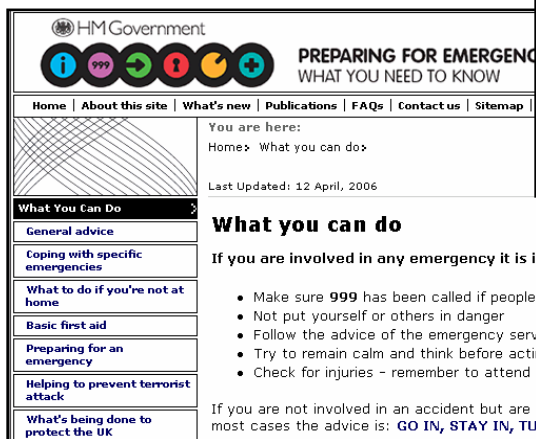 HM Government
i 999
PREPARING FOR EMERGENC
WHAT YOU NEED TO KNOW
Home | About this site | What's new | Publications | FAQs | Contact us | Sitemap |
You are here:
Home> What you can do>
Last Updated: 12 April, 2006
What You Can Do
General advice
Coping with specific
emergencies
What to do if you're not at
home
Basic first aid
Preparing for an
emergency
Helping to prevent terrorist
attack
What's being done to
protect the UK
What you can do
If you are involved in any emergency it is i
• Make sure 999 has been called if people
• Not put yourself or others in danger
• Follow the advice of the emergency serv
• Try to remain calm and think before acti
• Check for injuries - remember to attend
If you are not involved in an accident but are
most cases the advice is: GO IN, STAY IN, TU